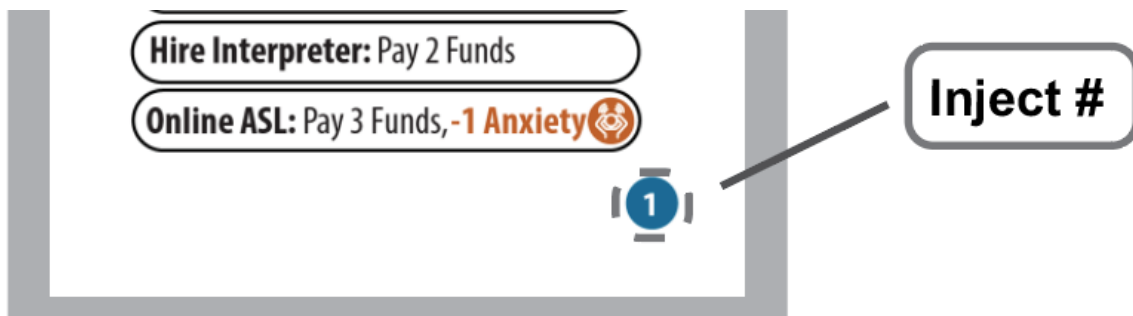 Hire Interpreter: Pay 2 Funds
Online ASL: Pay 3 Funds, -1 Anxiety
Inject #
1